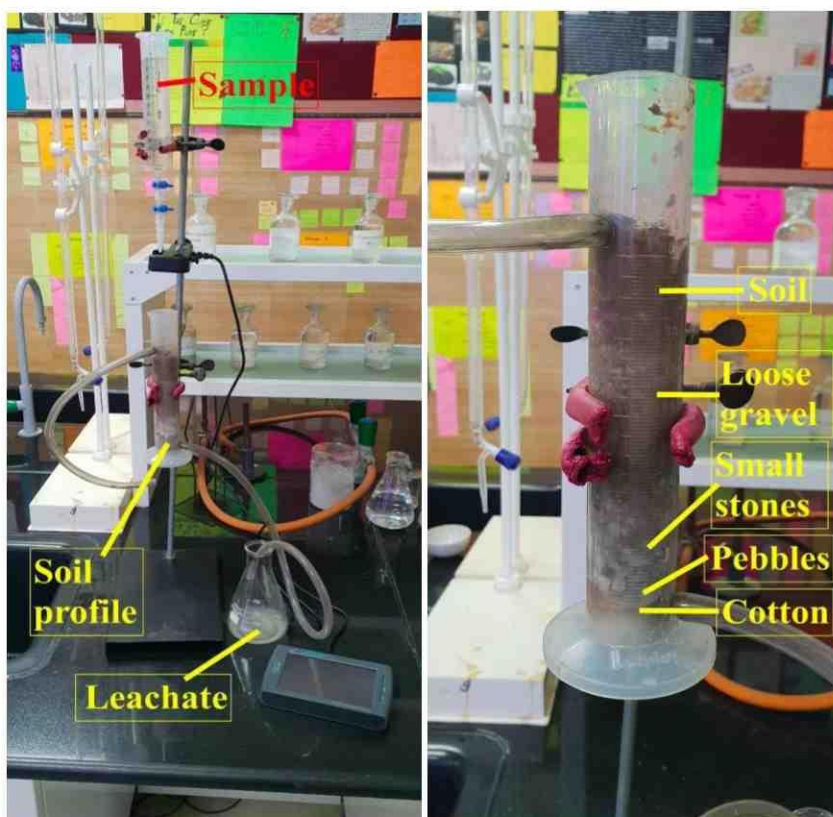 Sample
Soil
profile
Leachate
Soil
Loose
gravel
Small
stones
Pebbles
Cotton